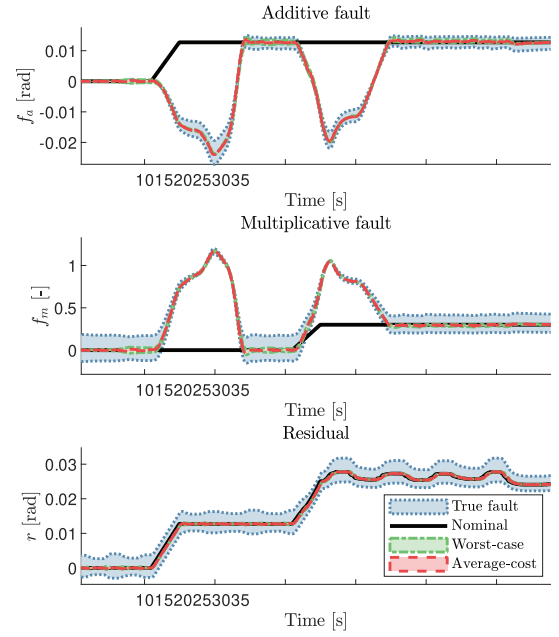 Additive fault
0.01
0
-0.01
-0.02
f_a [rad]
101520253035
Time [s]
Multiplicative fault
1
0.5
0
f_m [-]
101520253035
Time [s]
Residual
0.03
0.02
0.01
0
r [rad]
True fault
Nominal
Worst-case
Average-cost
101520253035
Time [s]